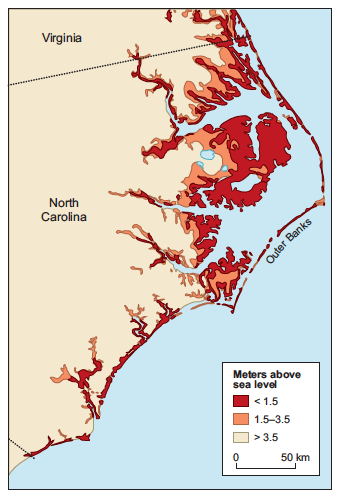 Virginia
North
Carolina
Outer Banks
Meters above
sea level
< 1.5
1.5–3.5
> 3.5
0 50 km